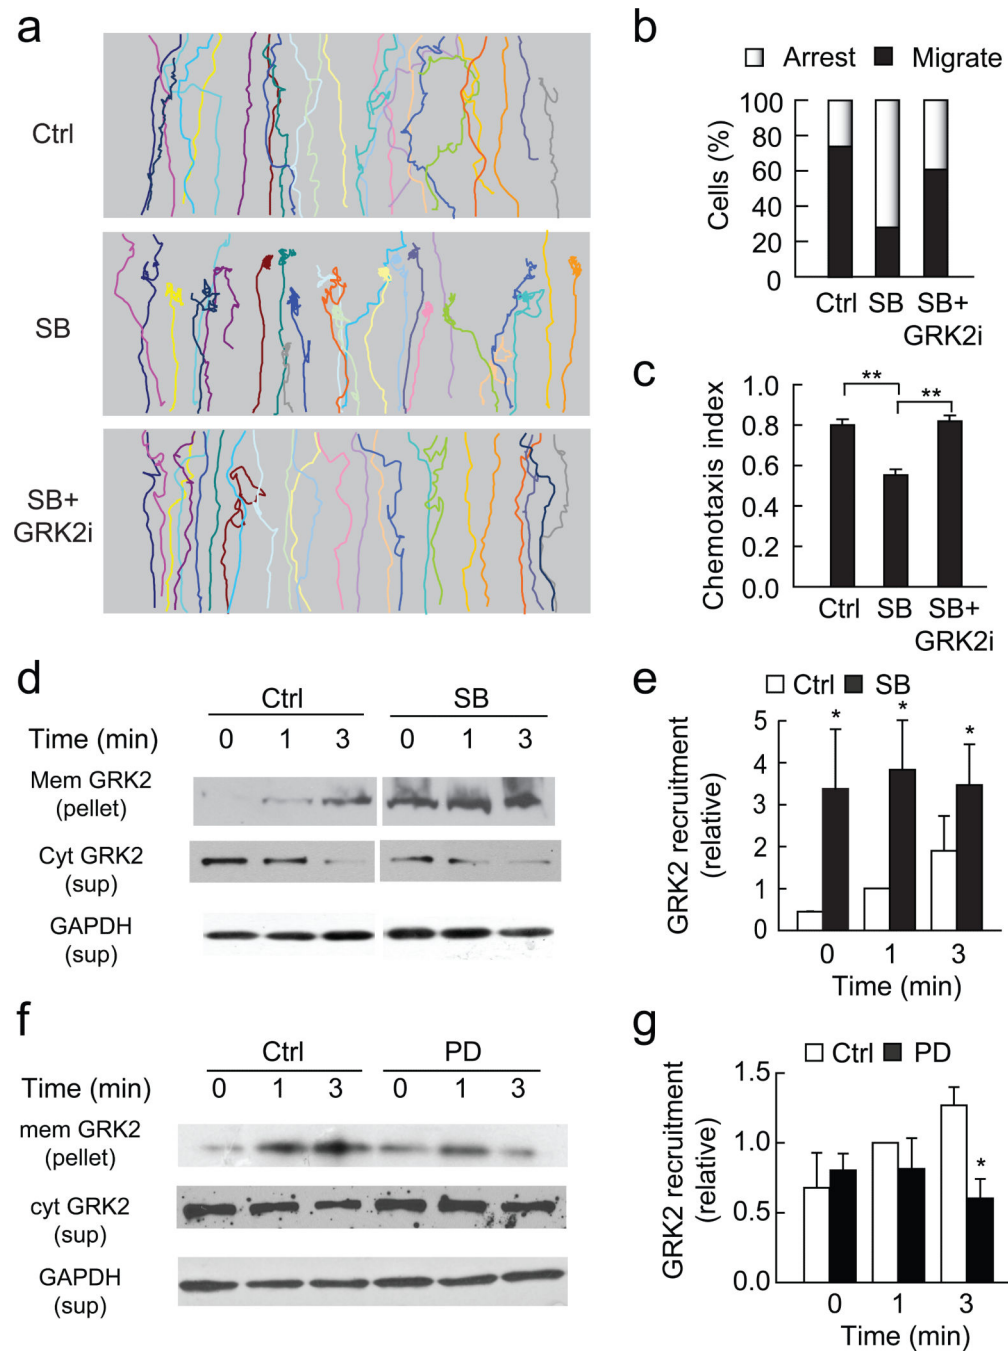 a
Ctrl
SB
SB+
GRK2i
b
Arrest Migrate
Cells (%)
100
80
60
40
20
0
Ctrl SB SB+
GRK2i
c
**
**
Chemotaxis index
1.0
0.8
0.6
0.4
0.2
0.0
Ctrl SB SB+
GRK2i
d
Ctrl SB
Time (min) 0 1 3 0 1 3
Mem GRK2
(pellet)
Cyt GRK2
(sup)
GAPDH
(sup)
e
Ctrl SB
GRK2 recruitment
(relative)
5
4
3
2
1
0
* * *
0 1 3
Time (min)
f
Ctrl PD
Time (min) 0 1 3 0 1 3
mem GRK2
(pellet)
cyt GRK2
(sup)
GAPDH
(sup)
g
Ctrl PD
GRK2 recruitment
(relative)
1.5
1.0
0.5
0.0
*
0 1 3
Time (min)